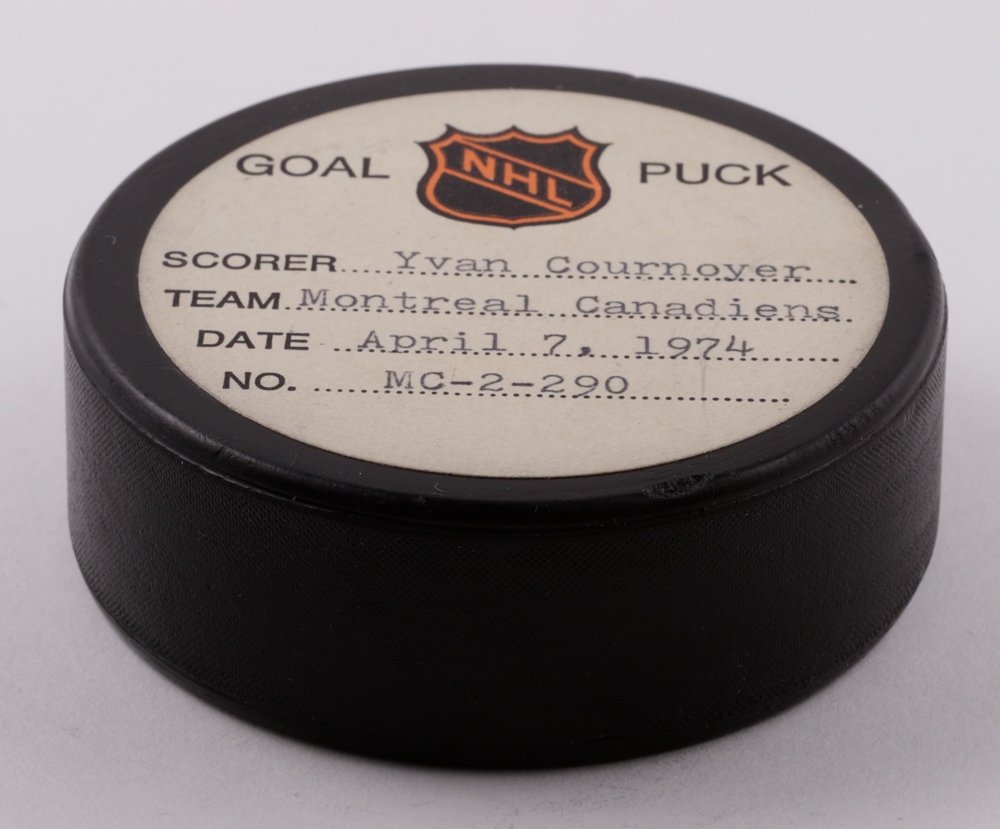 GOAL NHL PUCK
SCORER....Yvan Cournoyer....
TEAM.Montreal Canadiens.
DATE ...April 7, 1974........
NO. ......MC-2-290................